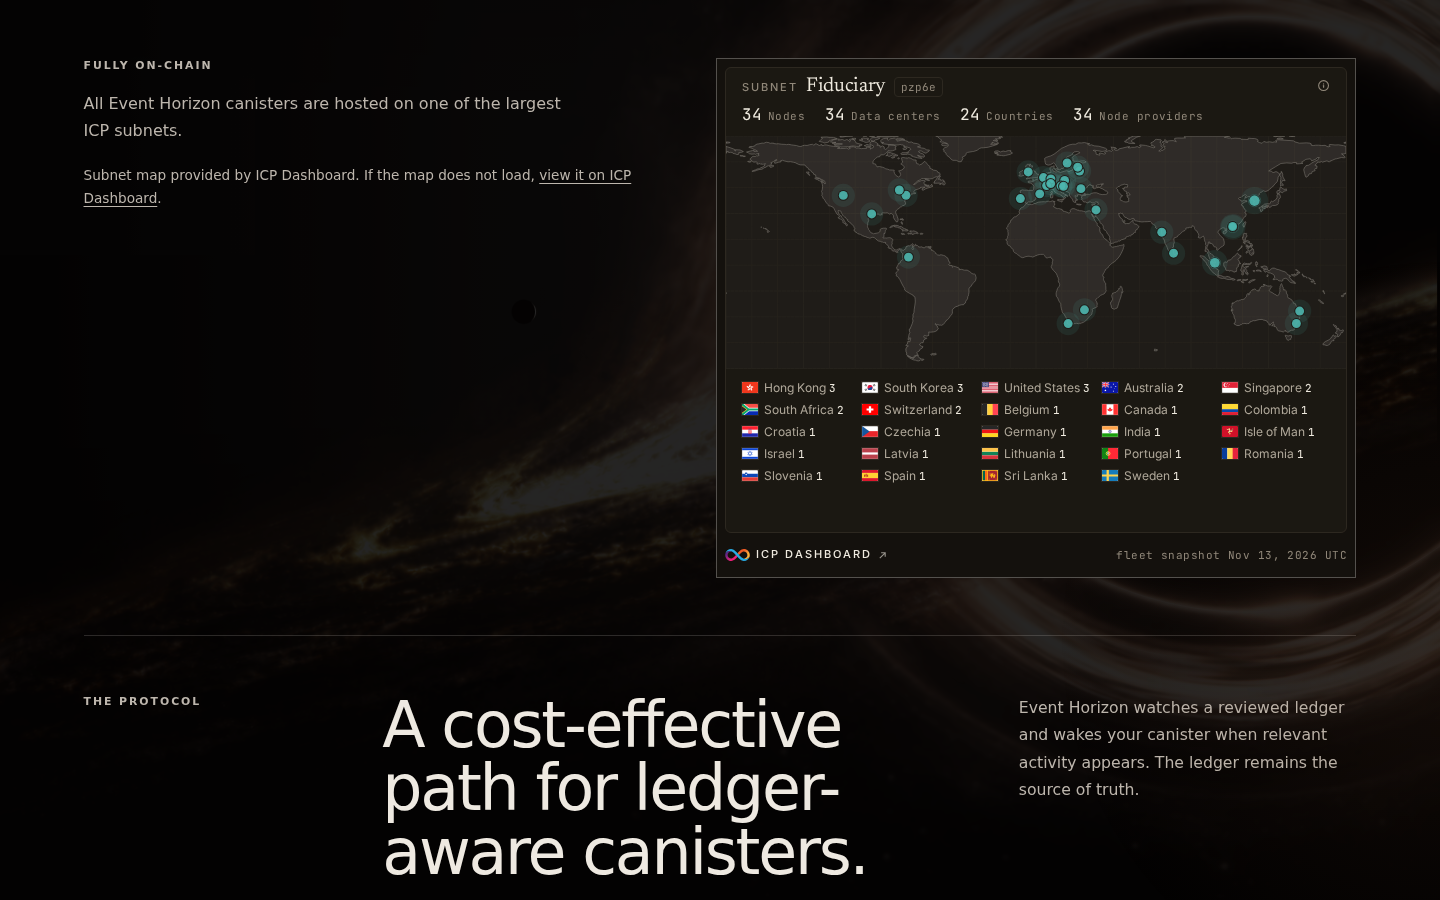 FULLY ON-CHAIN
All Event Horizon canisters are hosted on one of the largest
ICP subnets.
Subnet map provided by ICP Dashboard. If the map does not load, view it on ICP
Dashboard.
SUBNET Fiduciary pzp6e
34 Nodes 34 Data centers 24 Countries 34 Node providers
Hong Kong 3 South Korea 3 United States 3 Australia 2 Singapore 2
South Africa 2 Switzerland 2 Belgium 1 Canada 1 Colombia 1
Croatia 1 Czechia 1 Germany 1 India 1 Isle of Man 1
Israel 1 Latvia 1 Lithuania 1 Portugal 1 Romania 1
Slovenia 1 Spain 1 Sri Lanka 1 Sweden 1
ICP DASHBOARD ↗ fleet snapshot Nov 13, 2026 UTC
THE PROTOCOL
A cost-effective
path for ledger-
aware canisters.
Event Horizon watches a reviewed ledger
and wakes your canister when relevant
activity appears. The ledger remains the
source of truth.